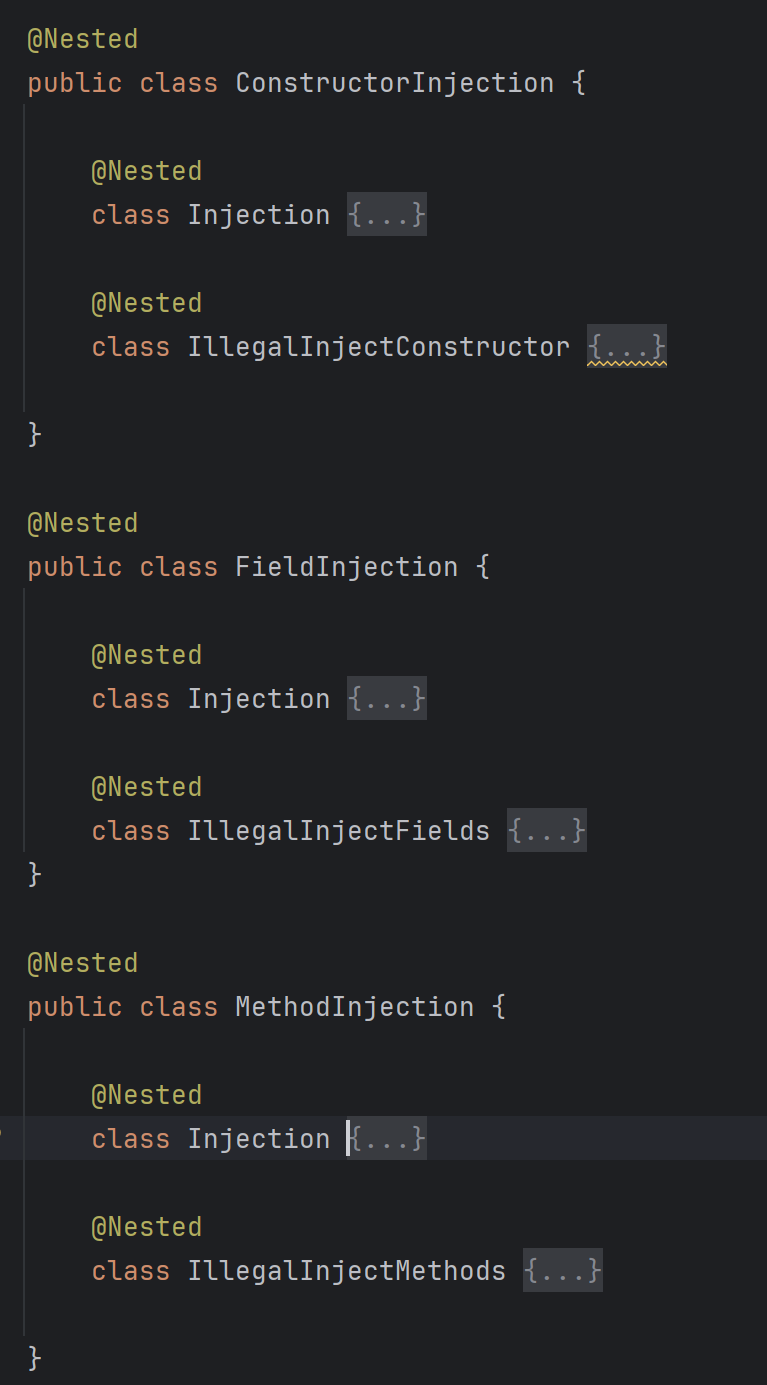 @Nested
public class ConstructorInjection {
@Nested
class Injection {...}
@Nested
class IllegalInjectConstructor {...}
}
@Nested
public class FieldInjection {
@Nested
class Injection {...}
@Nested
class IllegalInjectFields {...}
}
@Nested
public class MethodInjection {
@Nested
class Injection {...}
@Nested
class IllegalInjectMethods {...}
}